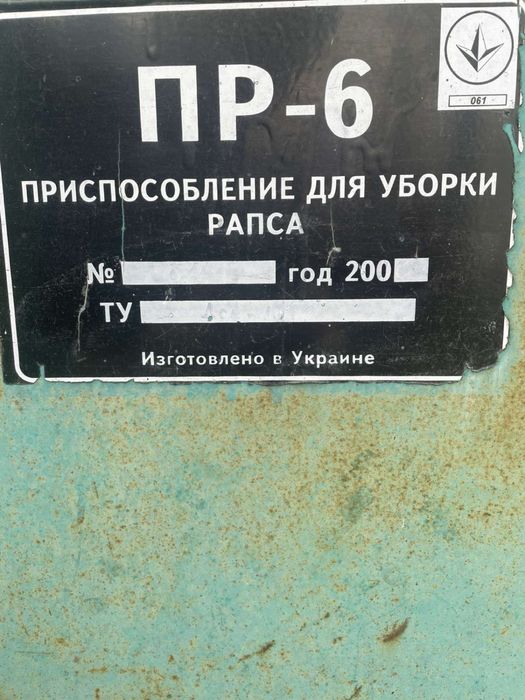 ПР-6
061
ПРИСПОСОБЛЕНИЕ ДЛЯ УБОРКИ
РАПСА
№ год 200
ТУ
Изготовлено в Украине